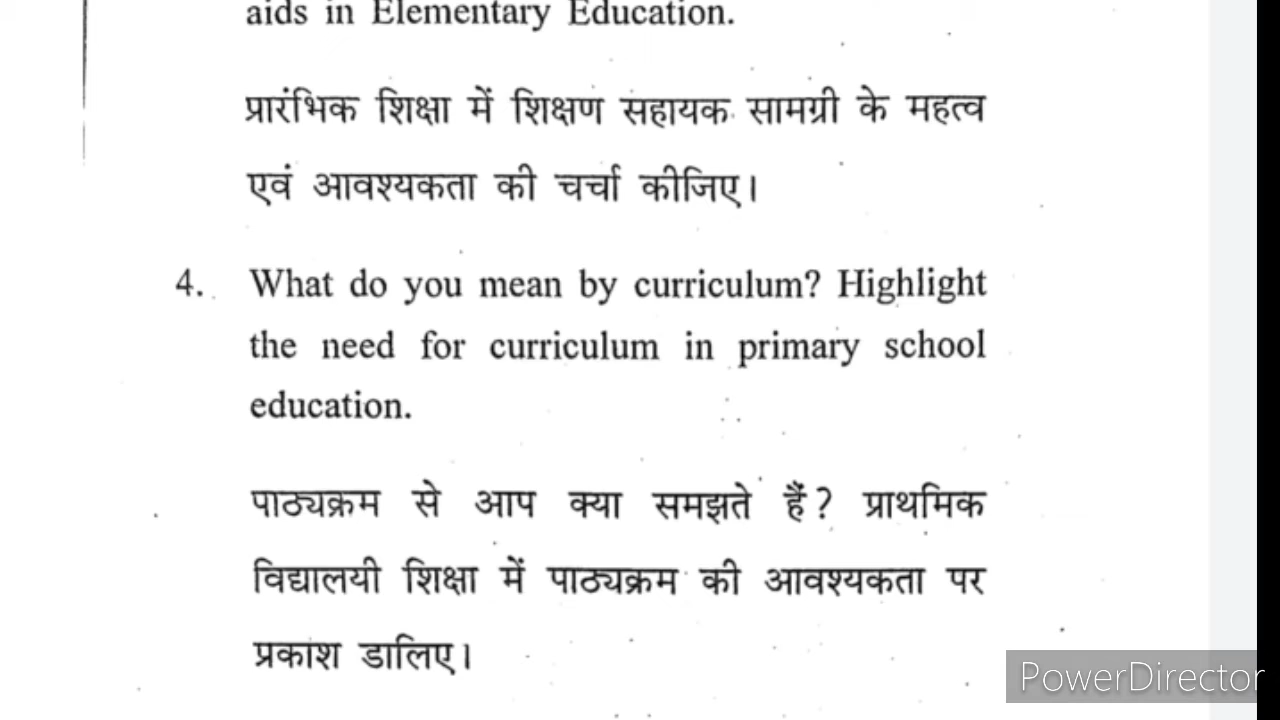 aids in Elementary Education.
प्रारंभिक शिक्षा में शिक्षण सहायक सामग्री के महत्व
एवं आवश्यकता की चर्चा कीजिए।
4. What do you mean by curriculum? Highlight
the need for curriculum in primary school
education.
पाठ्यक्रम से आप क्या समझते हैं? प्राथमिक
विद्यालयी शिक्षा में पाठ्यक्रम की आवश्यकता पर
प्रकाश डालिए।
PowerDirector